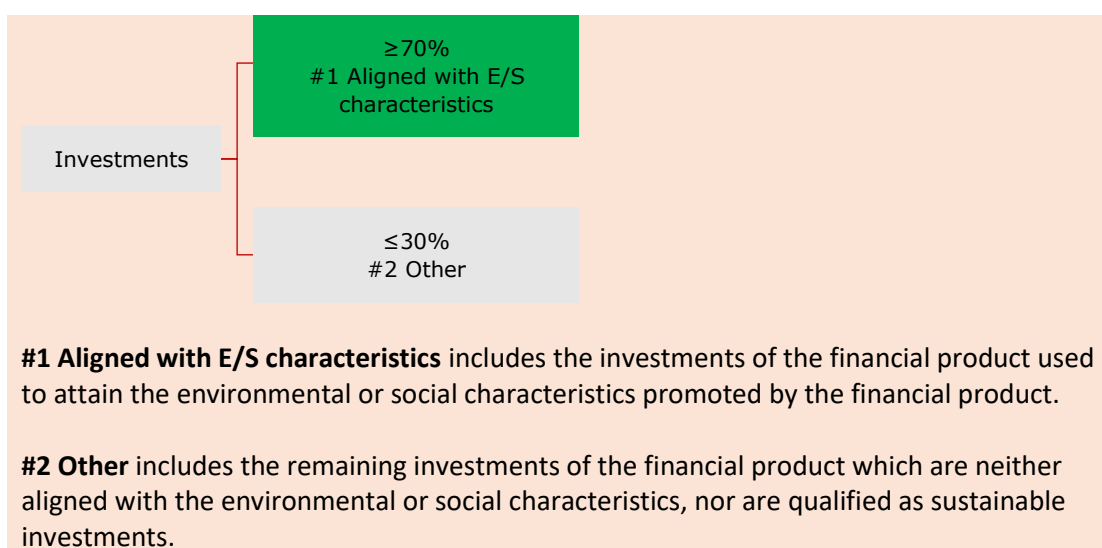 ≥70%
#1 Aligned with E/S
characteristics
Investments
≤30%
#2 Other
#1 Aligned with E/S characteristics includes the investments of the financial product used
to attain the environmental or social characteristics promoted by the financial product.
#2 Other includes the remaining investments of the financial product which are neither
aligned with the environmental or social characteristics, nor are qualified as sustainable
investments.